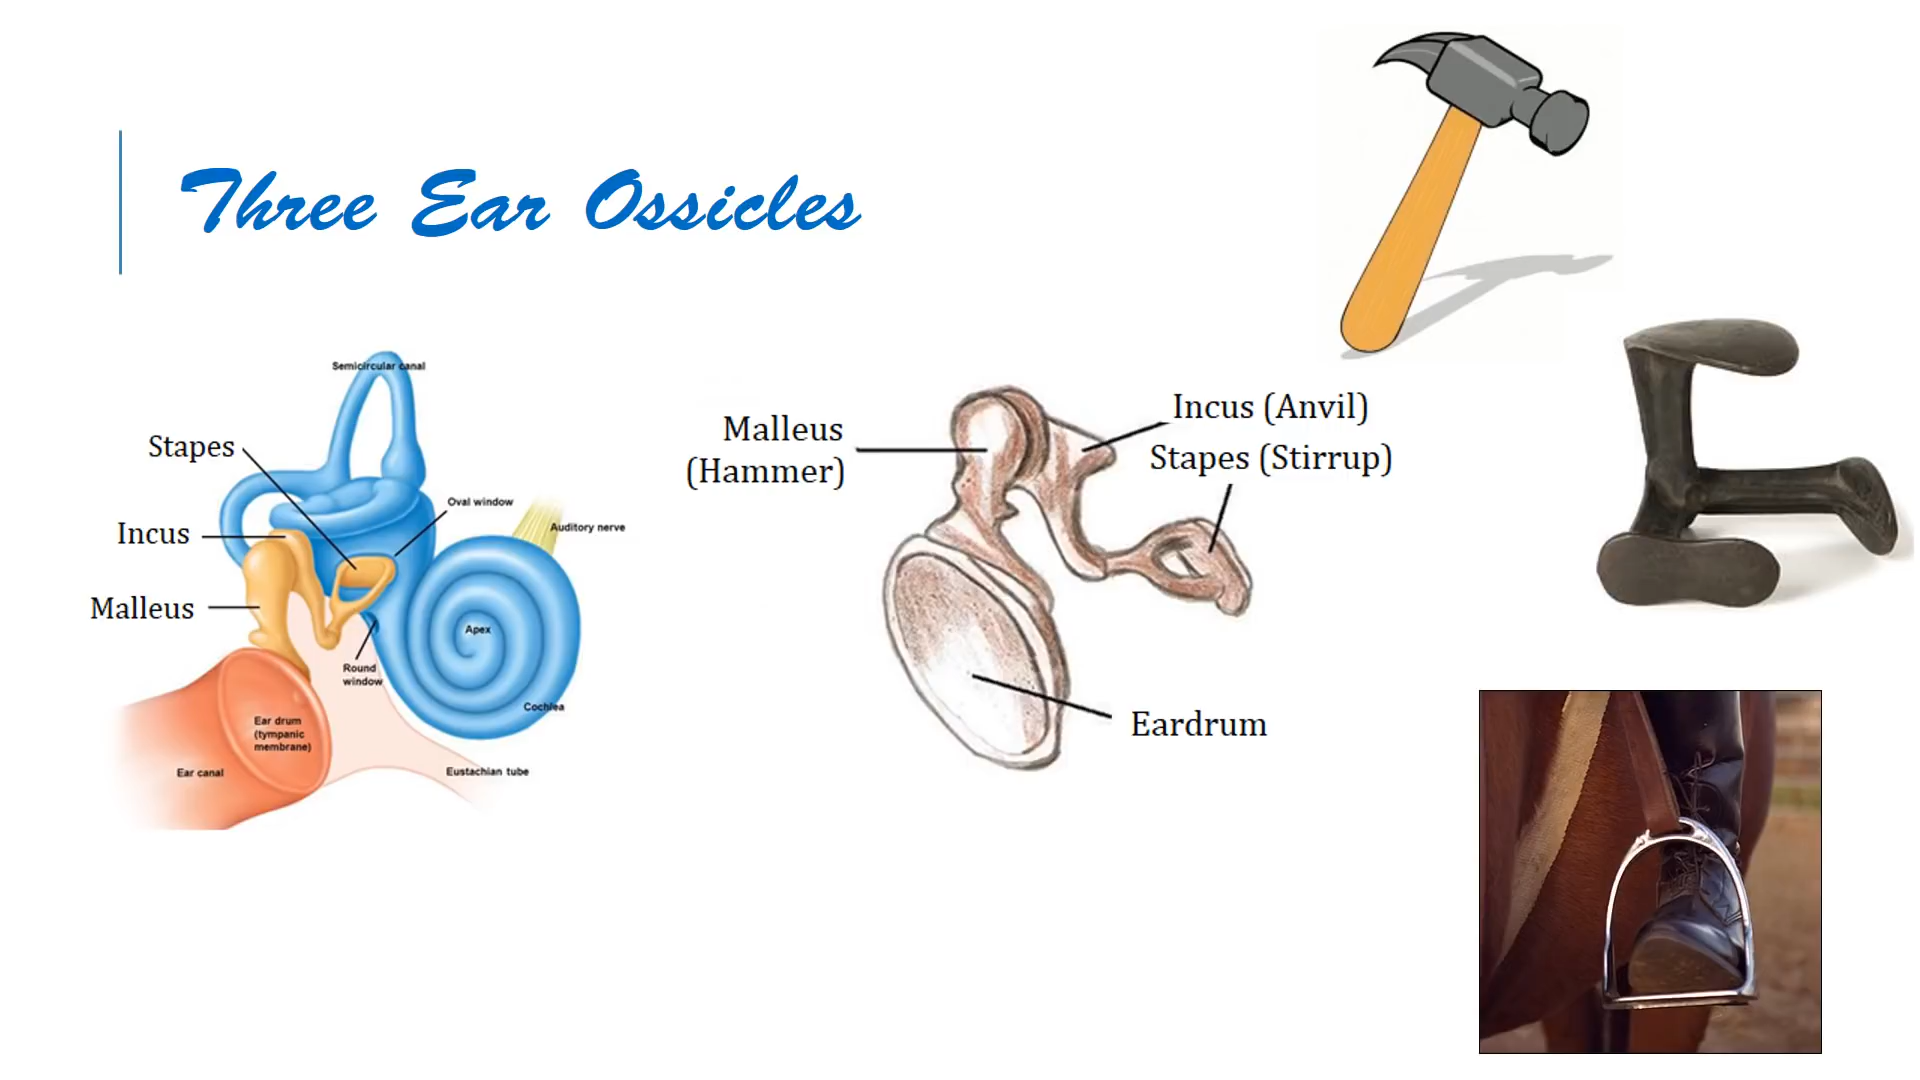 Three Ear Ossicles
Semicircular canal
Stapes
Oval window
Auditory nerve
Incus
Malleus
Apex
Round
window
Cochlea
Ear drum
(tympanic
membrane)
Ear canal
Eustachian tube
Malleus
(Hammer)
Incus (Anvil)
Stapes (Stirrup)
Eardrum